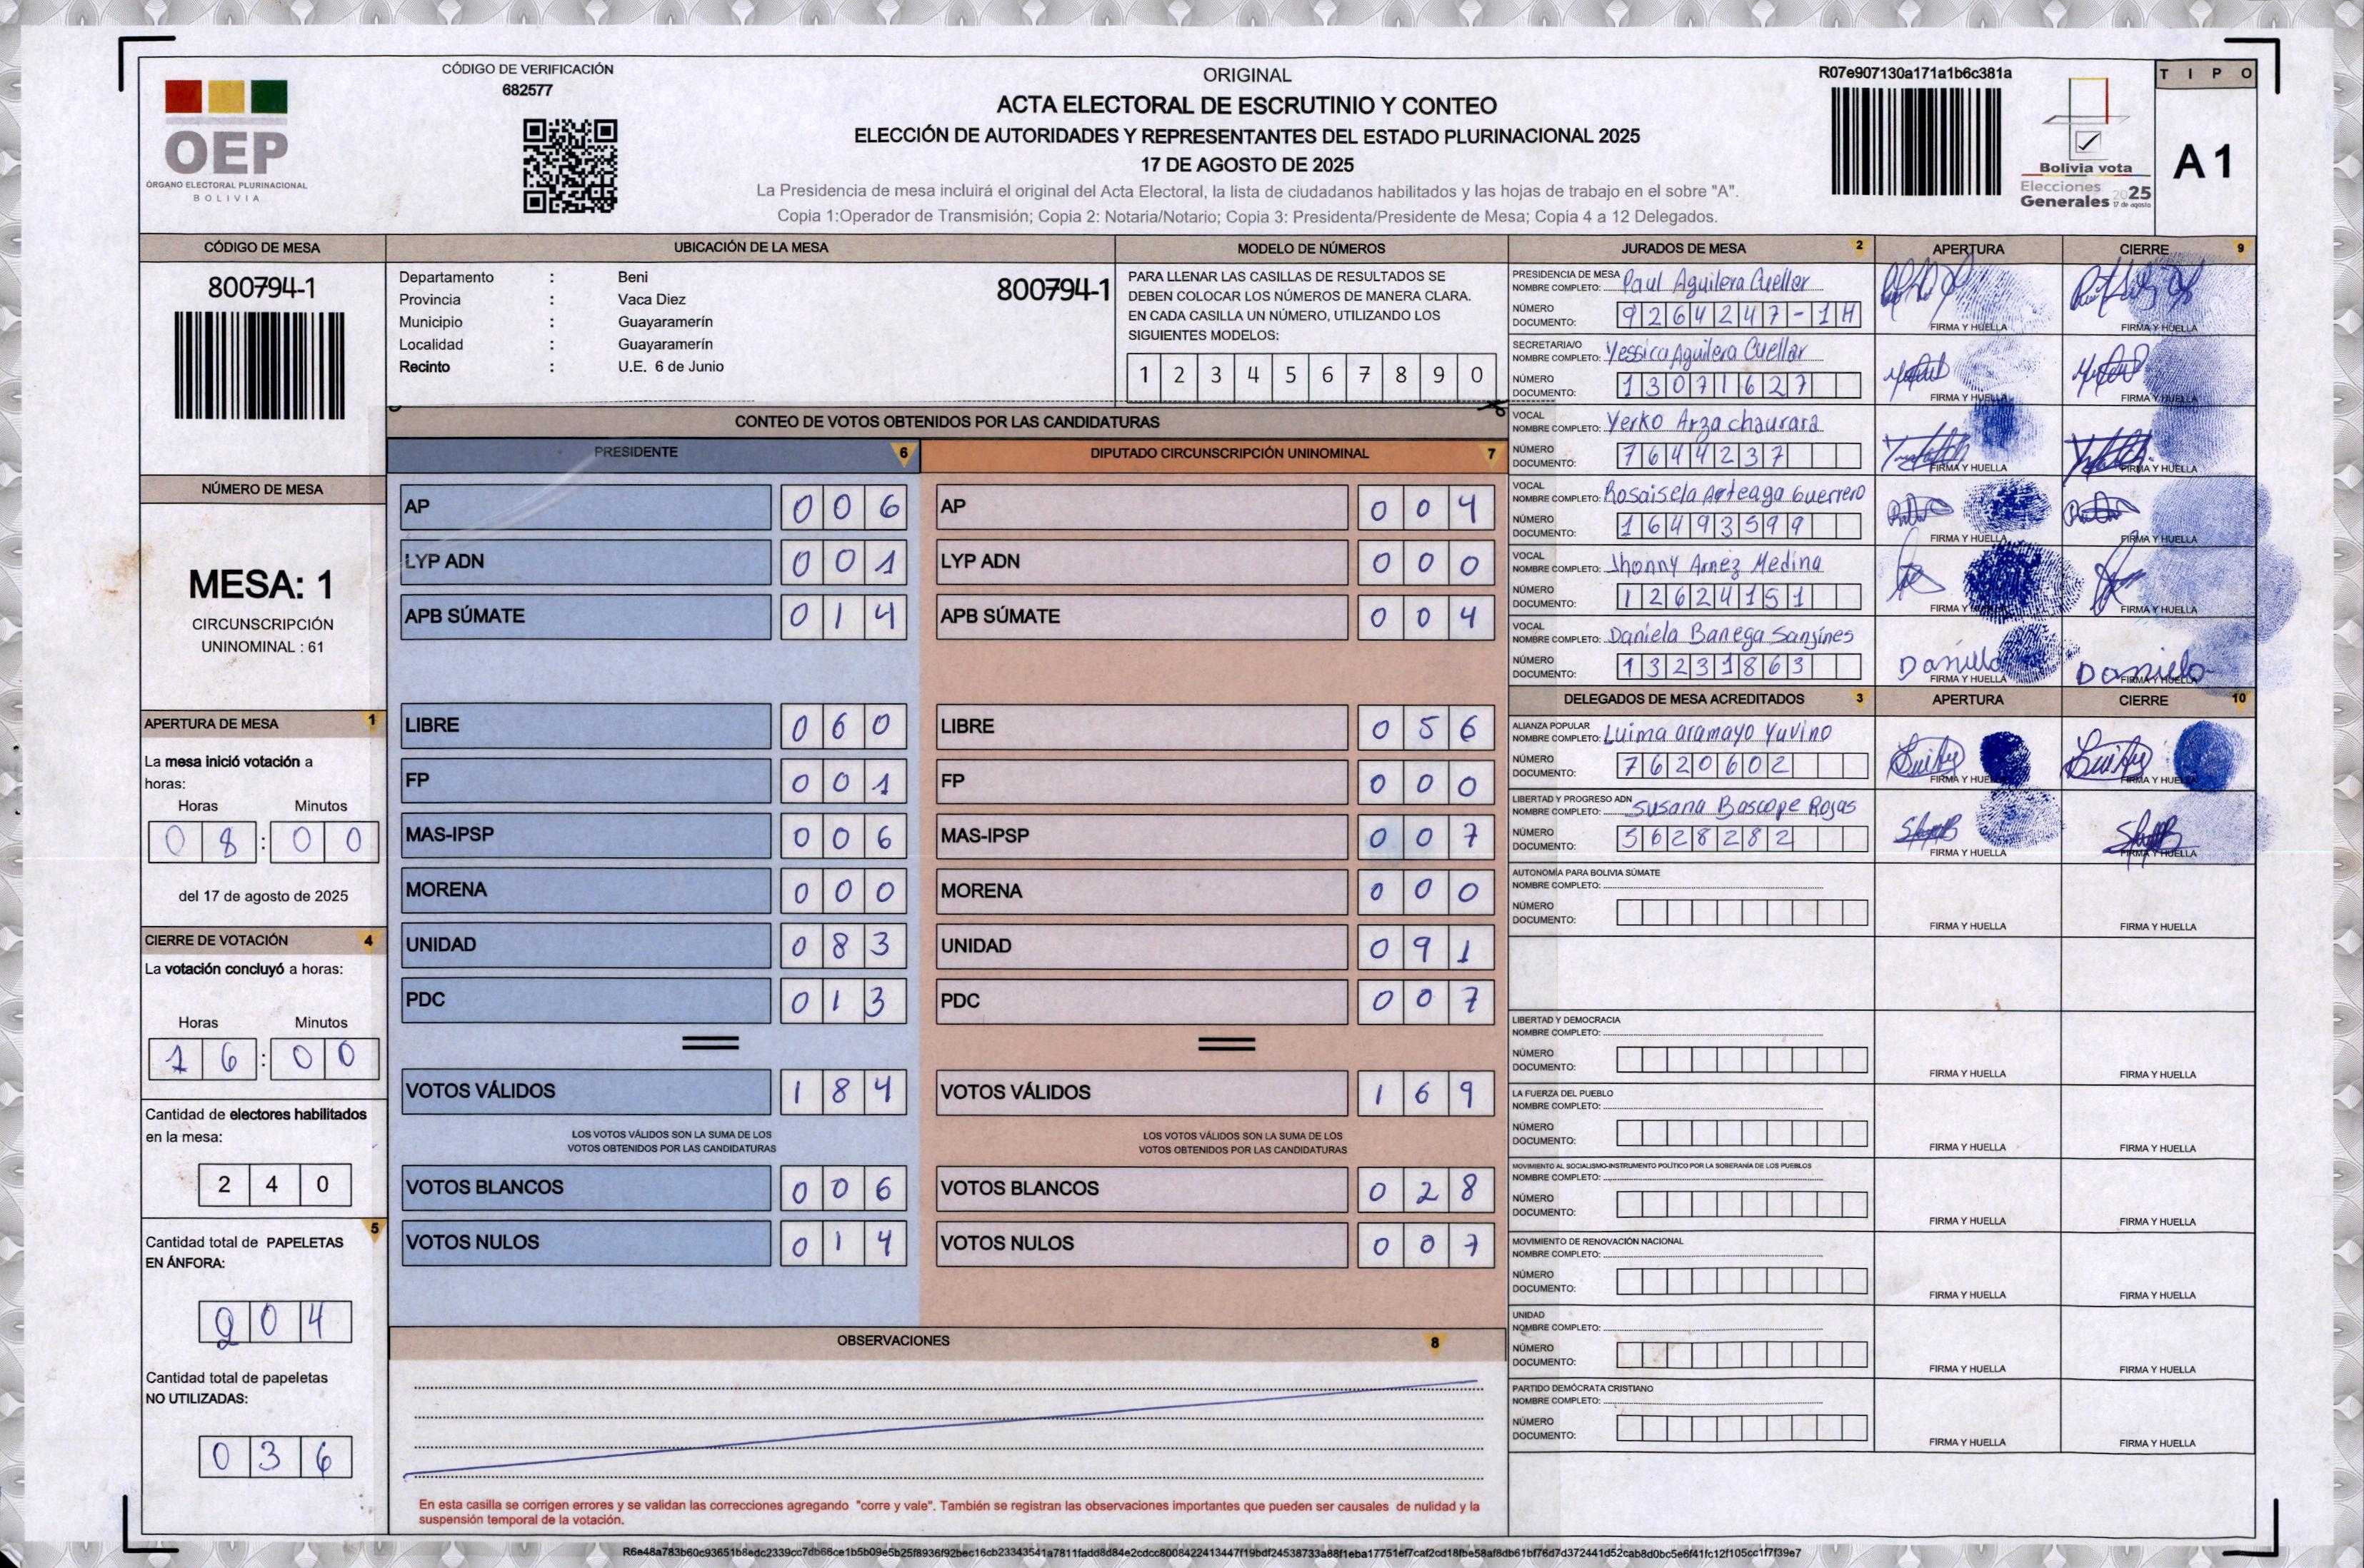 CÓDIGO DE VERIFICACIÓN
682577
OEP
ÓRGANO ELECTORAL PLURINACIONAL
BOLIVIA
ORIGINAL
ACTA ELECTORAL DE ESCRUTINIO Y CONTEO
ELECCIÓN DE AUTORIDADES Y REPRESENTANTES DEL ESTADO PLURINACIONAL 2025
17 DE AGOSTO DE 2025
La Presidencia de mesa incluirá el original del Acta Electoral, la lista de ciudadanos habilitados y las hojas de trabajo en el sobre "A".
Copia 1:Operador de Transmisión; Copia 2: Notaria/Notario; Copia 3: Presidenta/Presidente de Mesa; Copia 4 a 12 Delegados.
R07e907130a171a1b6c381a
Bolivia vota
Elecciones
Generales 2025
17 de agosto
TIPO
A1
CÓDIGO DE MESA
800794-1
NÚMERO DE MESA
MESA: 1
CIRCUNSCRIPCIÓN
UNINOMINAL : 61
APERTURA DE MESA 1
La mesa inició votación a
horas:
Horas Minutos
08:00
del 17 de agosto de 2025
CIERRE DE VOTACIÓN 4
La votación concluyó a horas:
Horas Minutos
16:00
Cantidad de electores habilitados
en la mesa:
240
5
Cantidad total de PAPELETAS
EN ÁNFORA:
204
Cantidad total de papeletas
NO UTILIZADAS:
036
UBICACIÓN DE LA MESA
Departamento : Beni
800794-1
Provincia : Vaca Diez
Municipio : Guayaramerín
Localidad : Guayaramerín
Recinto : U.E. 6 de Junio
MODELO DE NÚMEROS
PARA LLENAR LAS CASILLAS DE RESULTADOS SE
DEBEN COLOCAR LOS NÚMEROS DE MANERA CLARA.
EN CADA CASILLA UN NÚMERO, UTILIZANDO LOS
SIGUIENTES MODELOS:
1 2 3 4 5 6 7 8 9 0
CONTEO DE VOTOS OBTENIDOS POR LAS CANDIDATURAS
PRESIDENTE 6
AP 006
LYP ADN 001
APB SÚMATE 014
LIBRE 060
FP 001
MAS-IPSP 006
MORENA 000
UNIDAD 083
PDC 013
VOTOS VÁLIDOS 184
LOS VOTOS VÁLIDOS SON LA SUMA DE LOS
VOTOS OBTENIDOS POR LAS CANDIDATURAS
VOTOS BLANCOS 006
VOTOS NULOS 014
DIPUTADO CIRCUNSCRIPCIÓN UNINOMINAL 7
AP 004
LYP ADN 000
APB SÚMATE 004
LIBRE 056
FP 000
MAS-IPSP 007
MORENA 000
UNIDAD 091
PDC 007
VOTOS VÁLIDOS 169
LOS VOTOS VÁLIDOS SON LA SUMA DE LOS
VOTOS OBTENIDOS POR LAS CANDIDATURAS
VOTOS BLANCOS 028
VOTOS NULOS 007
OBSERVACIONES 8
En esta casilla se corrigen errores y se validan las correcciones agregando "corre y vale". También se registran las observaciones importantes que pueden ser causales de nulidad y la
suspensión temporal de la votación.
JURADOS DE MESA 2 APERTURA CIERRE 9
PRESIDENCIA DE MESA
NOMBRE COMPLETO: Paul Aguilera Cuellar
NÚMERO
DOCUMENTO: 9264247-1H
FIRMA Y HUELLA FIRMA Y HUELLA
SECRETARIA/O
NOMBRE COMPLETO: Yessica Aguilera Cuellar
NÚMERO
DOCUMENTO: 13071627
FIRMA Y HUELLA FIRMA Y HUELLA
VOCAL
NOMBRE COMPLETO: Yerko Arza chaurara
NÚMERO
DOCUMENTO: 7644237
FIRMA Y HUELLA FIRMA Y HUELLA
VOCAL
NOMBRE COMPLETO: Rosaisela Arteaga Guerrero
NÚMERO
DOCUMENTO: 16493599
FIRMA Y HUELLA FIRMA Y HUELLA
VOCAL
NOMBRE COMPLETO: Jhonny Arnez Medina
NÚMERO
DOCUMENTO: 12624151
FIRMA Y HUELLA FIRMA Y HUELLA
VOCAL
NOMBRE COMPLETO: Daniela Banega Sanjines
NÚMERO
DOCUMENTO: 13231863
Daniela Daniela
FIRMA Y HUELLA FIRMA Y HUELLA
DELEGADOS DE MESA ACREDITADOS 3 APERTURA CIERRE 10
ALIANZA POPULAR
NOMBRE COMPLETO: Luima aramayo Yuvino
NÚMERO
DOCUMENTO: 7620602
FIRMA Y HUELLA FIRMA Y HUELLA
LIBERTAD Y PROGRESO ADN
NOMBRE COMPLETO: Susana Boscope Rojas
NÚMERO
DOCUMENTO: 5628282
FIRMA Y HUELLA FIRMA Y HUELLA
AUTONOMÍA PARA BOLIVIA SÚMATE
NOMBRE COMPLETO:
NÚMERO
DOCUMENTO:
FIRMA Y HUELLA FIRMA Y HUELLA
LIBERTAD Y DEMOCRACIA
NOMBRE COMPLETO:
NÚMERO
DOCUMENTO:
FIRMA Y HUELLA FIRMA Y HUELLA
LA FUERZA DEL PUEBLO
NOMBRE COMPLETO:
NÚMERO
DOCUMENTO:
FIRMA Y HUELLA FIRMA Y HUELLA
MOVIMIENTO AL SOCIALISMO-INSTRUMENTO POLÍTICO POR LA SOBERANÍA DE LOS PUEBLOS
NOMBRE COMPLETO:
NÚMERO
DOCUMENTO:
FIRMA Y HUELLA FIRMA Y HUELLA
MOVIMIENTO DE RENOVACIÓN NACIONAL
NOMBRE COMPLETO:
NÚMERO
DOCUMENTO:
FIRMA Y HUELLA FIRMA Y HUELLA
UNIDAD
NOMBRE COMPLETO:
NÚMERO
DOCUMENTO:
FIRMA Y HUELLA FIRMA Y HUELLA
PARTIDO DEMÓCRATA CRISTIANO
NOMBRE COMPLETO:
NÚMERO
DOCUMENTO:
FIRMA Y HUELLA FIRMA Y HUELLA